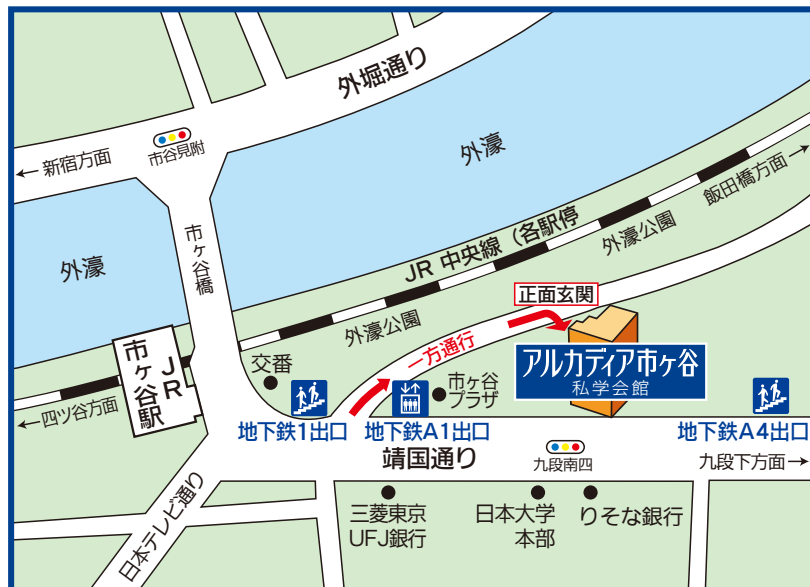 外堀通り
← 新宿方面
市谷見附
外濠
飯田橋方面 →
市ヶ谷橋
外濠
JR 中央線（各駅停
外濠公園
正面玄関
外濠公園
一方通行
アルカディア市ヶ谷
私学会館
JR
市ヶ谷駅
交番
市ヶ谷
プラザ
← 四ツ谷方面
地下鉄1出口
地下鉄A1出口
地下鉄A4出口
靖国通り
九段南四
九段下方面 →
日本テレビ通り
三菱東京
UFJ銀行
日本大学
本部
りそな銀行